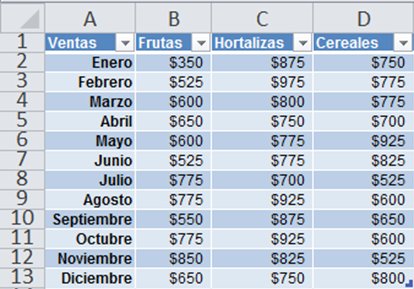 A B C D
1 Ventas Frutas Hortalizas Cereales
2 Enero $350 $875 $750
3 Febrero $525 $975 $775
4 Marzo $600 $800 $775
5 Abril $650 $750 $700
6 Mayo $600 $775 $925
7 Junio $525 $775 $825
8 Julio $775 $700 $525
9 Agosto $775 $925 $600
10 Septiembre $550 $875 $650
11 Octubre $775 $925 $600
12 Noviembre $850 $825 $525
13 Diciembre $650 $750 $800